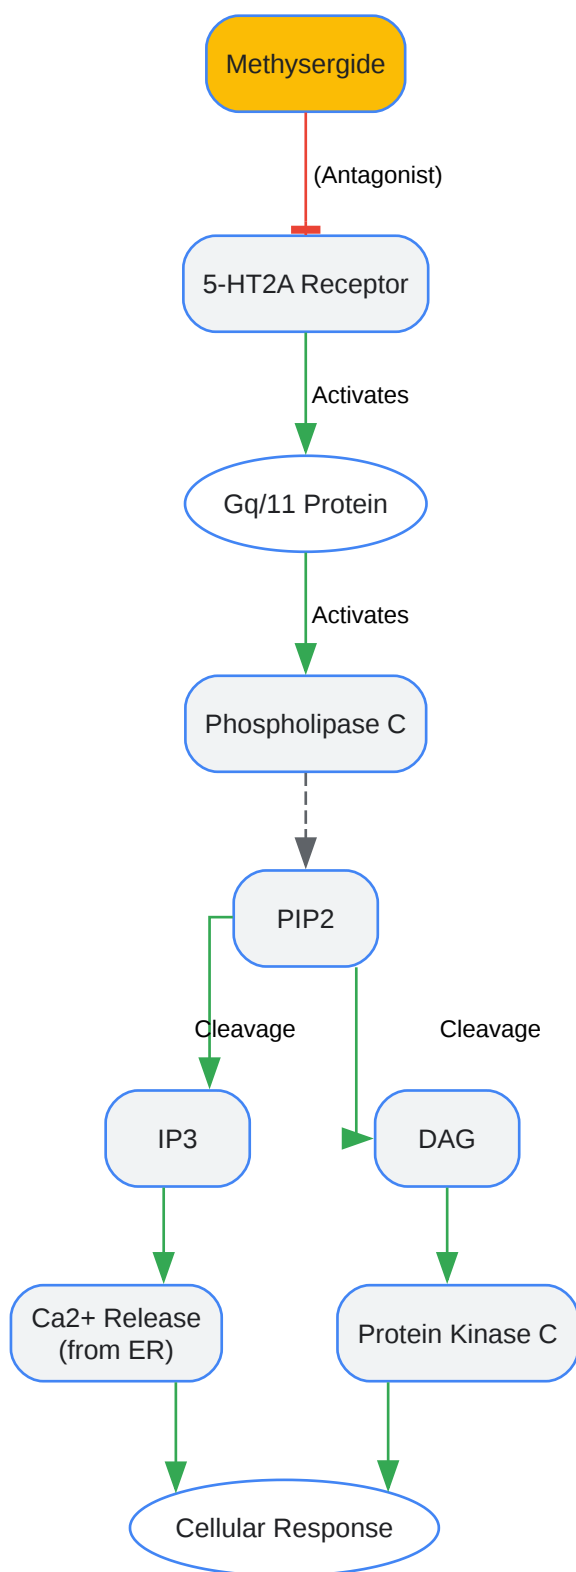 Methysergide
(Antagonist)
5-HT2A Receptor
Activates
Gq/11 Protein
Activates
Phospholipase C
PIP2
Cleavage
Cleavage
IP3
DAG
Ca2+ Release
(from ER)
Protein Kinase C
Cellular Response